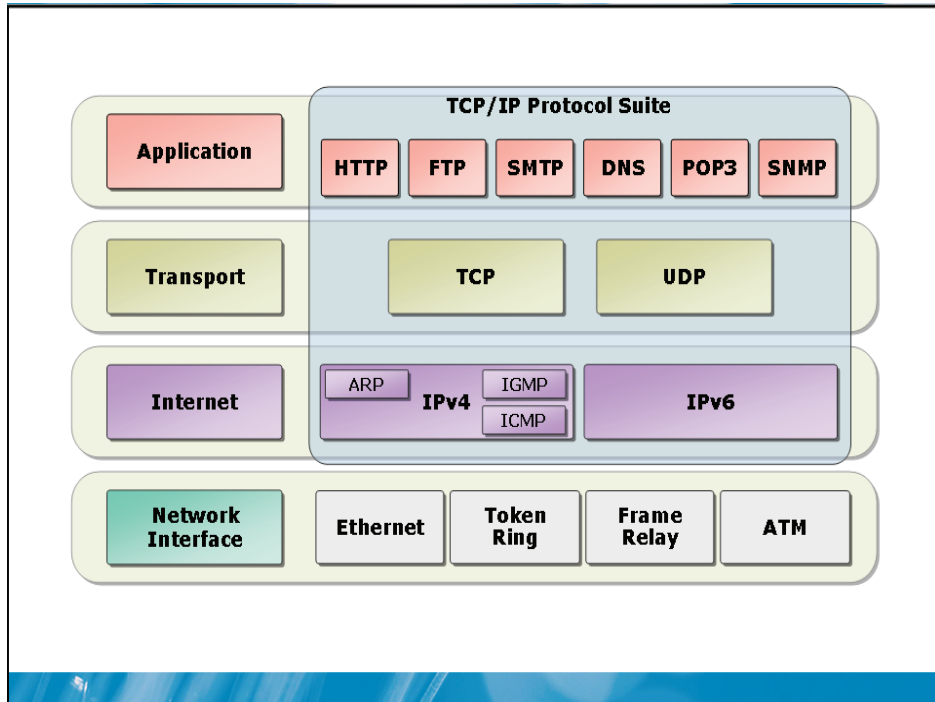 TCP/IP Protocol Suite
Application
HTTP
FTP
SMTP
DNS
POP3
SNMP
Transport
TCP
UDP
Internet
ARP
IPv4
IGMP
ICMP
IPv6
Network
Interface
Ethernet
Token
Ring
Frame
Relay
ATM